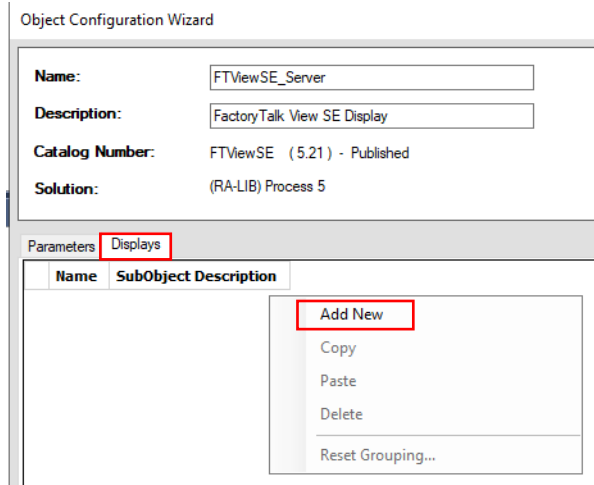 Object Configuration Wizard
Name: FTViewSE_Server
Description: FactoryTalk View SE Display
Catalog Number: FTViewSE ( 5.21 ) - Published
Solution: (RA-LIB) Process 5
Parameters Displays
Name SubObject Description
Add New
Copy
Paste
Delete
Reset Grouping...